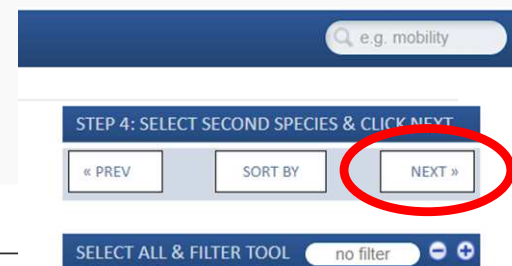 e.g. mobility
STEP 4: SELECT SECOND SPECIES & CLICK NEXT
« PREV
SORT BY
NEXT »
SELECT ALL & FILTER TOOL
no filter